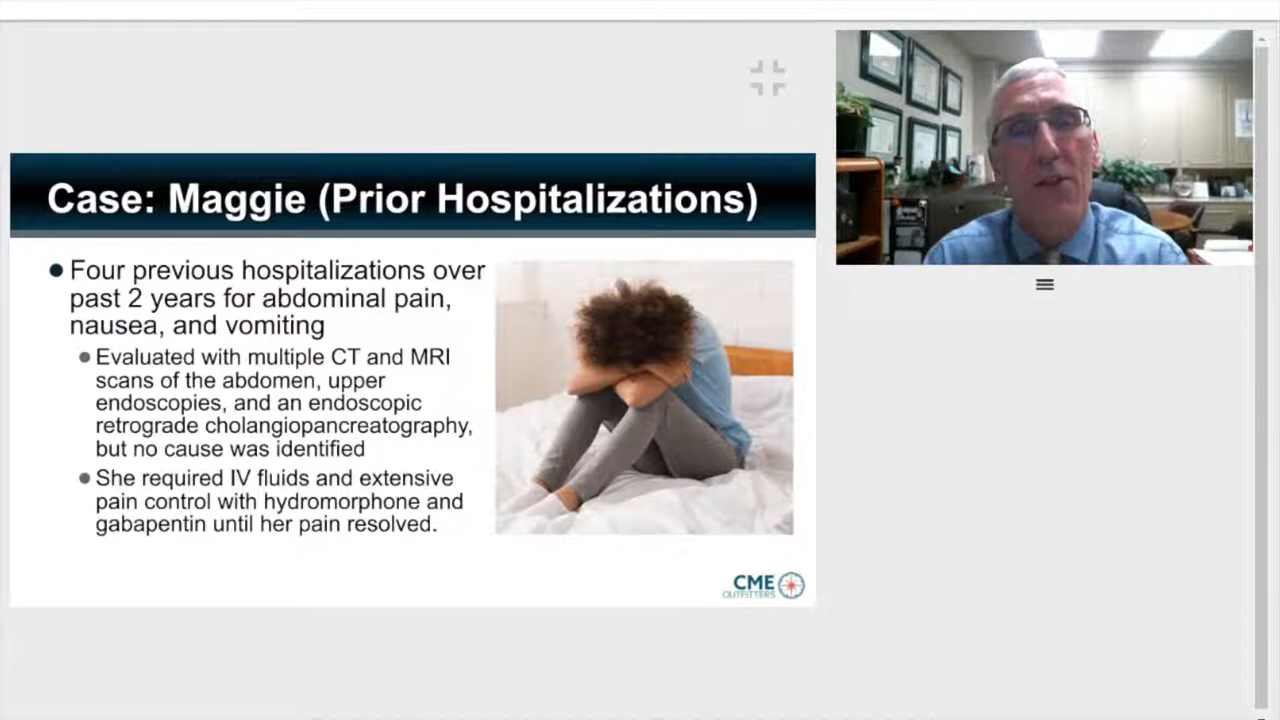 Case: Maggie (Prior Hospitalizations)
Four previous hospitalizations over
past 2 years for abdominal pain,
nausea, and vomiting
Evaluated with multiple CT and MRI
scans of the abdomen, upper
endoscopies, and an endoscopic
retrograde cholangiopancreatography,
but no cause was identified
She required IV fluids and extensive
pain control with hydromorphone and
gabapentin until her pain resolved.
CME
OUTFITTERS